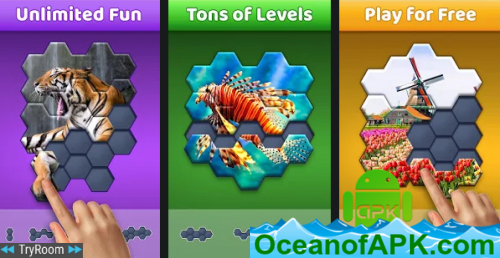 Unlimited Fun
Tons of Levels
Play for Free
APK
TryRoom
OceanofAPK.com